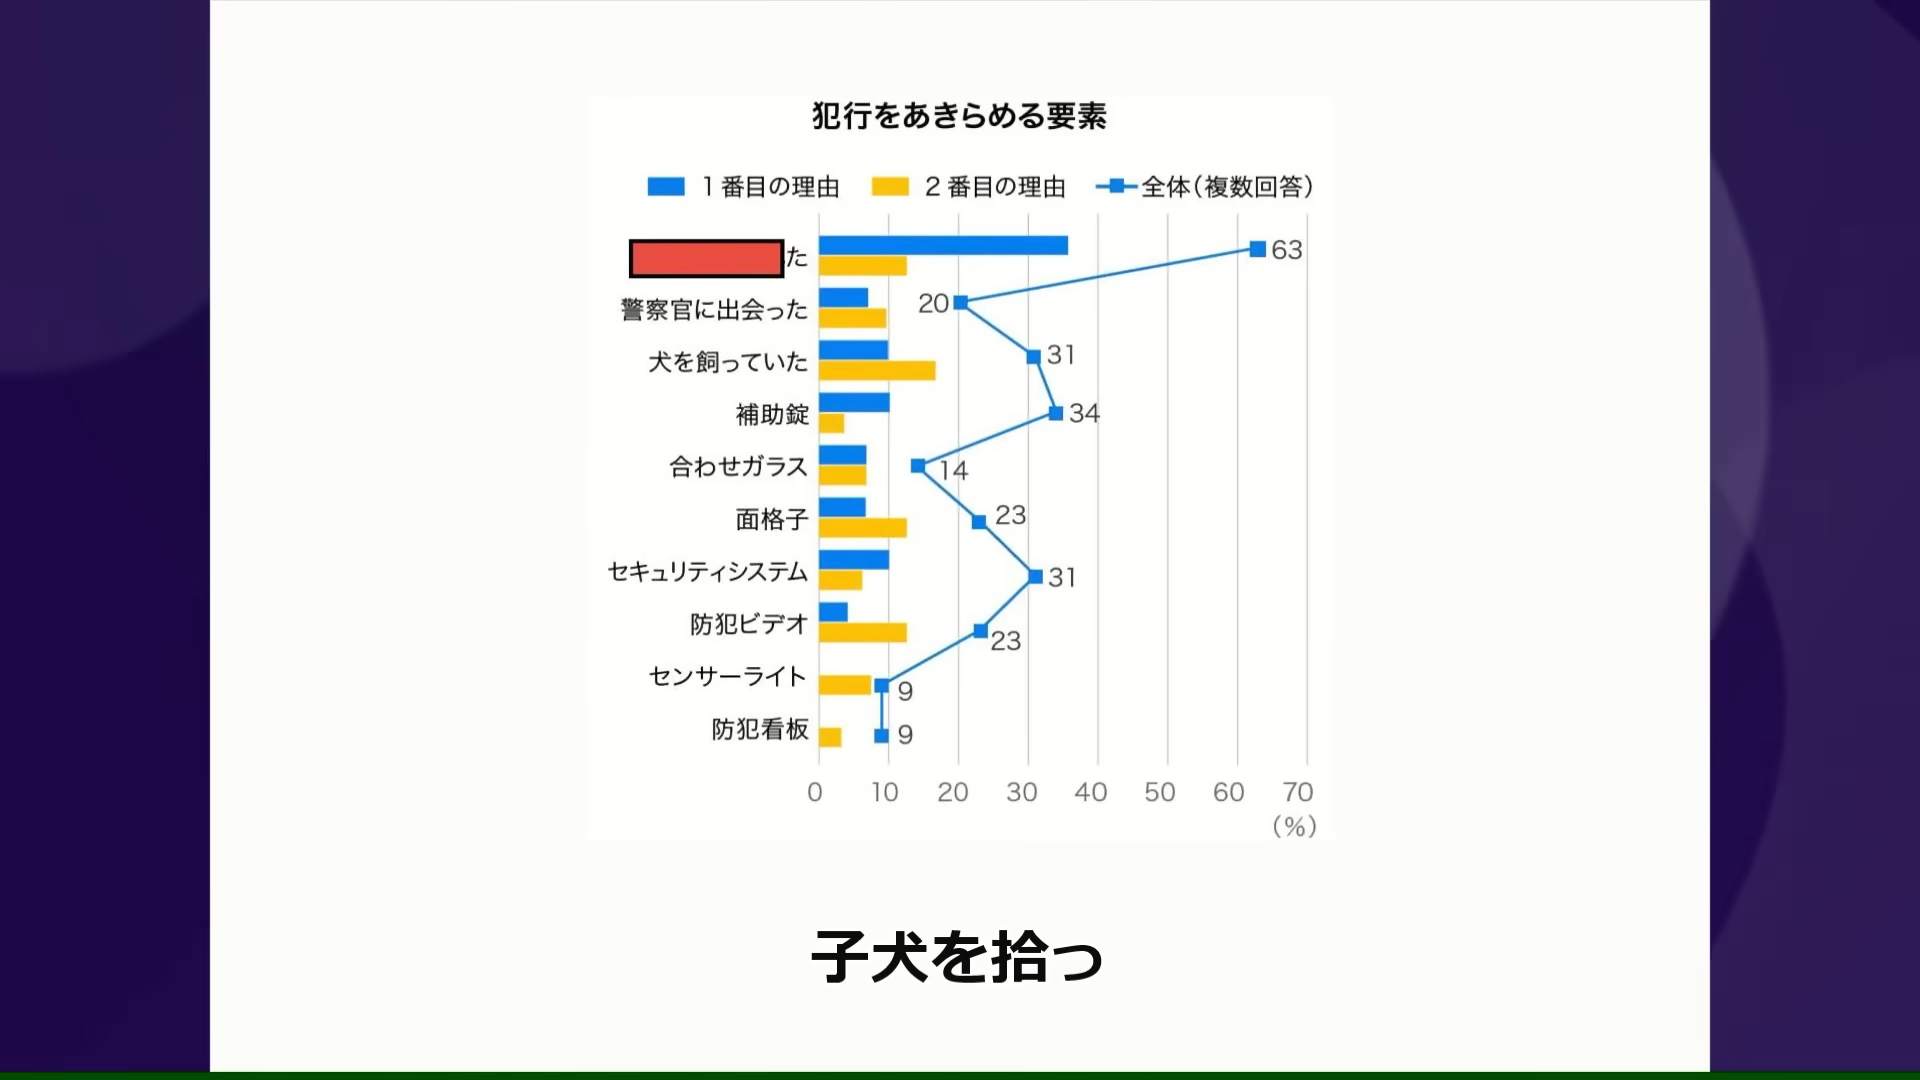 犯行をあきらめる要素
1番目の理由 2番目の理由 全体(複数回答)
た 63
警察官に出会った 20
犬を飼っていた 31
補助錠 34
合わせガラス 14
面格子 23
セキュリティシステム 31
防犯ビデオ 23
センサーライト 9
防犯看板 9
0 10 20 30 40 50 60 70
(%)
子犬を拾っ